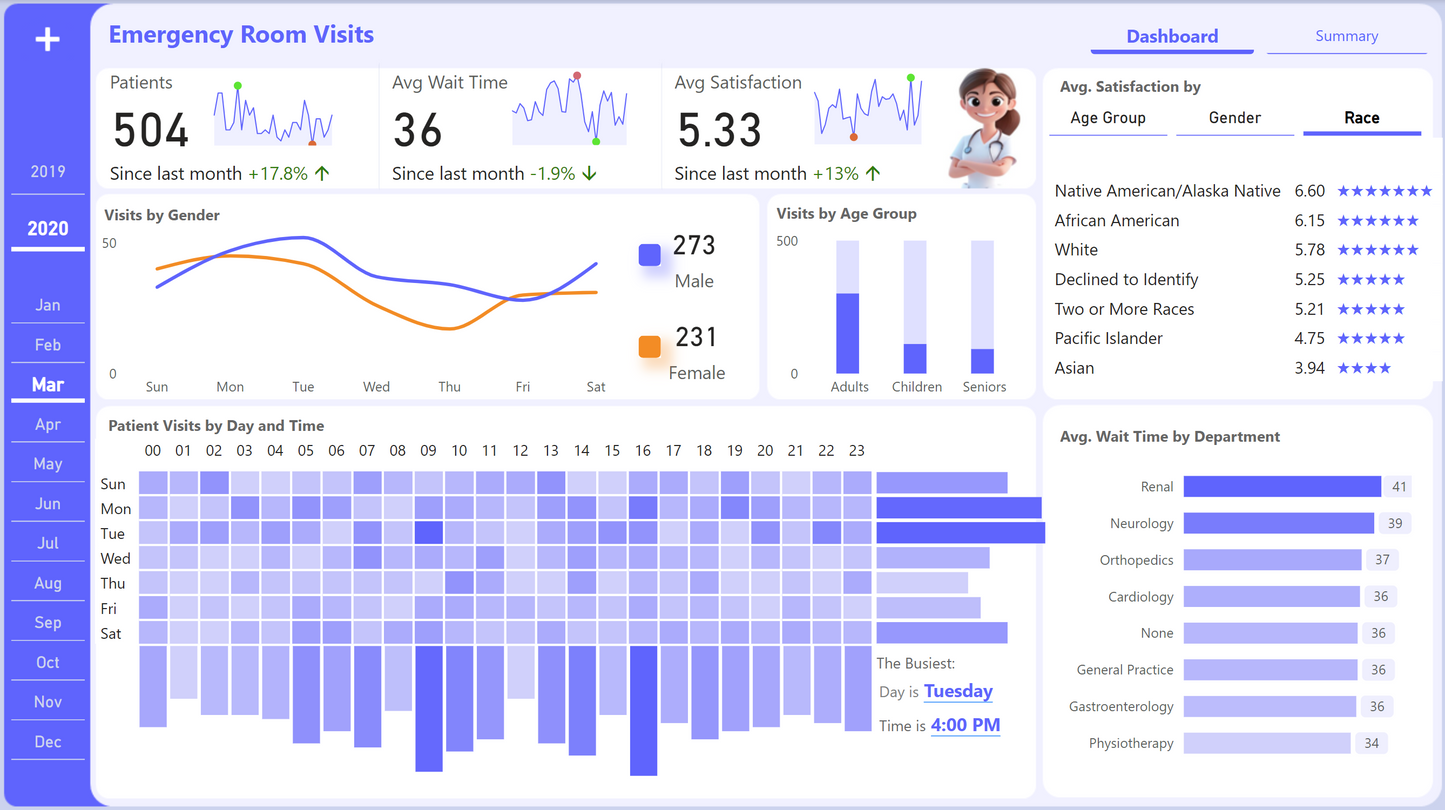 Emergency Room Visits
Dashboard
Summary
2019
2020
Jan
Feb
Mar
Apr
May
Jun
Jul
Aug
Sep
Oct
Nov
Dec
Patients
504
Since last month +17.8% ↑
Avg Wait Time
36
Since last month -1.9% ↓
Avg Satisfaction
5.33
Since last month +13% ↑
Avg. Satisfaction by
Age Group Gender Race
Native American/Alaska Native 6.60 ★★★★★★★
African American 6.15 ★★★★★★
White 5.78 ★★★★★★
Declined to Identify 5.25 ★★★★★
Two or More Races 5.21 ★★★★★
Pacific Islander 4.75 ★★★★★
Asian 3.94 ★★★★
Visits by Gender
50
0
Sun Mon Tue Wed Thu Fri Sat
273
Male
231
Female
Visits by Age Group
500
0
Adults Children Seniors
Patient Visits by Day and Time
00 01 02 03 04 05 06 07 08 09 10 11 12 13 14 15 16 17 18 19 20 21 22 23
Sun
Mon
Tue
Wed
Thu
Fri
Sat
The Busiest:
Day is Tuesday
Time is 4:00 PM
Avg. Wait Time by Department
Renal 41
Neurology 39
Orthopedics 37
Cardiology 36
None 36
General Practice 36
Gastroenterology 36
Physiotherapy 34